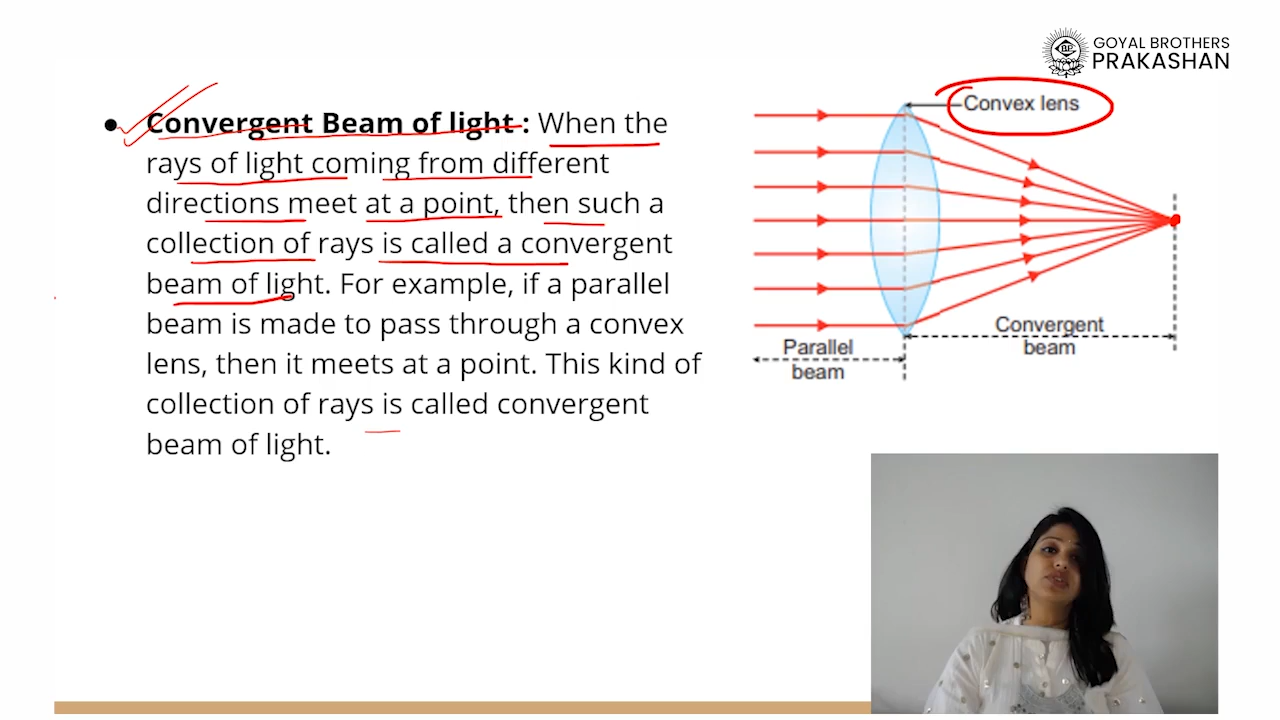 GOYAL BROTHERS
PRAKASHAN
● Convergent Beam of light : When the
rays of light coming from different
directions meet at a point, then such a
collection of rays is called a convergent
beam of light. For example, if a parallel
beam is made to pass through a convex
lens, then it meets at a point. This kind of
collection of rays is called convergent
beam of light.
Convex lens
Convergent
beam
Parallel
beam